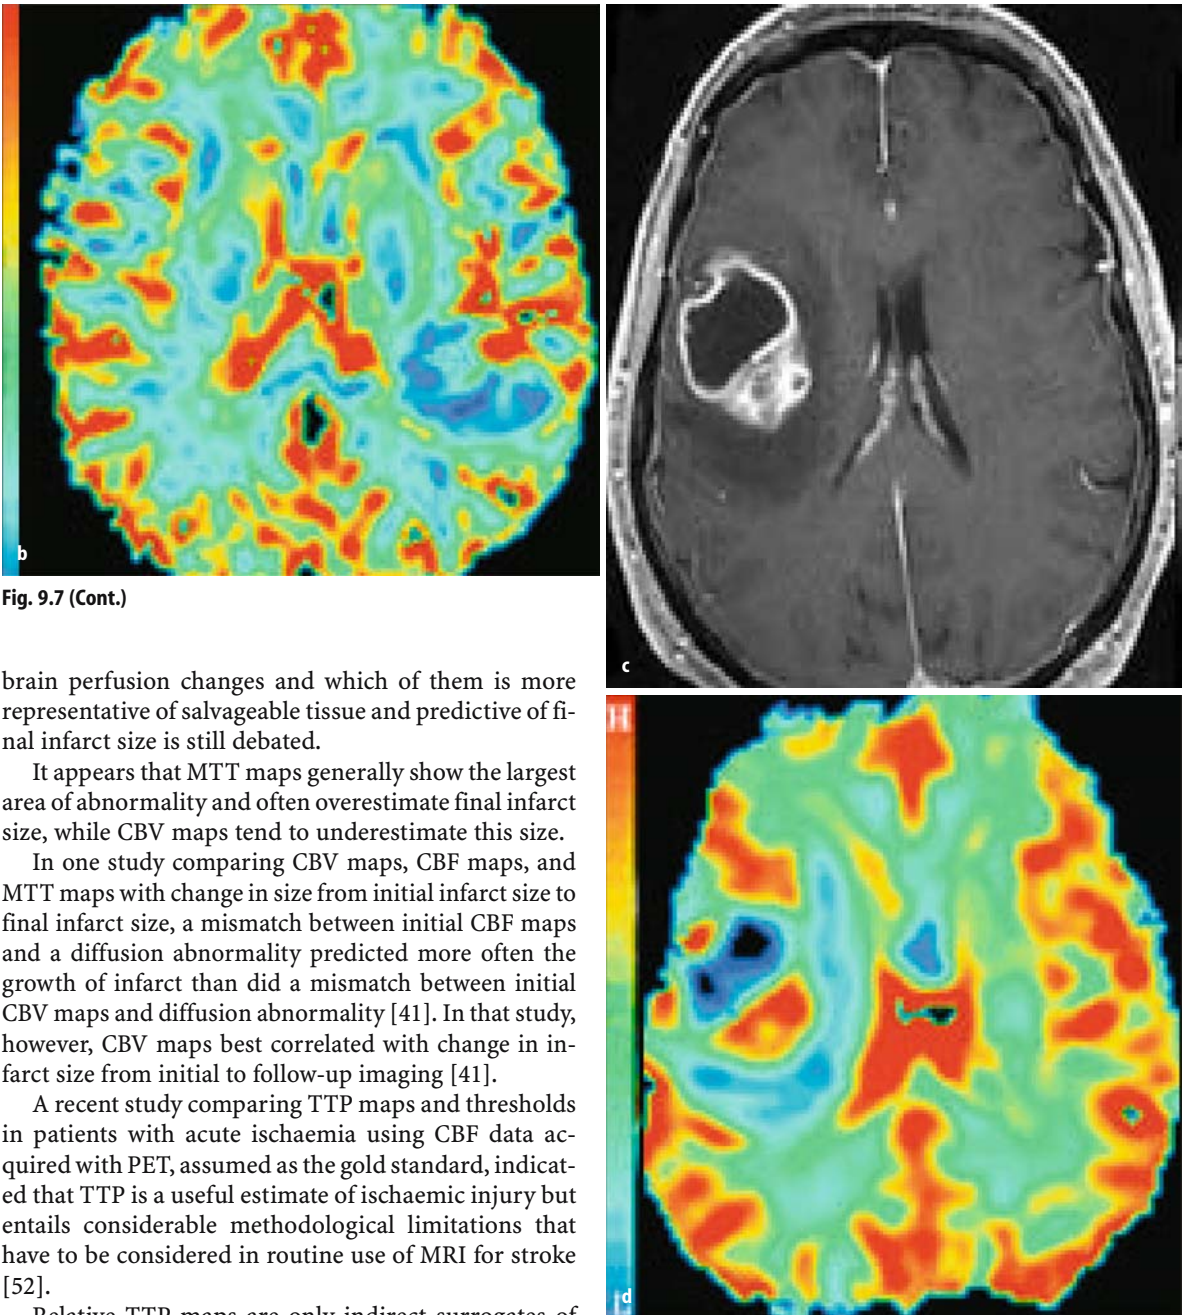 b
Fig. 9.7 (Cont.)
brain perfusion changes and which of them is more
representative of salvageable tissue and predictive of fi-
nal infarct size is still debated.
It appears that MTT maps generally show the largest
area of abnormality and often overestimate final infarct
size, while CBV maps tend to underestimate this size.
In one study comparing CBV maps, CBF maps, and
MTT maps with change in size from initial infarct size to
final infarct size, a mismatch between initial CBF maps
and a diffusion abnormality predicted more often the
growth of infarct than did a mismatch between initial
CBV maps and diffusion abnormality [41]. In that study,
however, CBV maps best correlated with change in in-
farct size from initial to follow-up imaging [41].
A recent study comparing TTP maps and thresholds
in patients with acute ischaemia using CBF data ac-
quired with PET, assumed as the gold standard, indicat-
ed that TTP is a useful estimate of ischaemic injury but
entails considerable methodological limitations that
have to be considered in routine use of MRI for stroke
[52].
Relative TTP maps are only indirect surrogates of
c
H
d